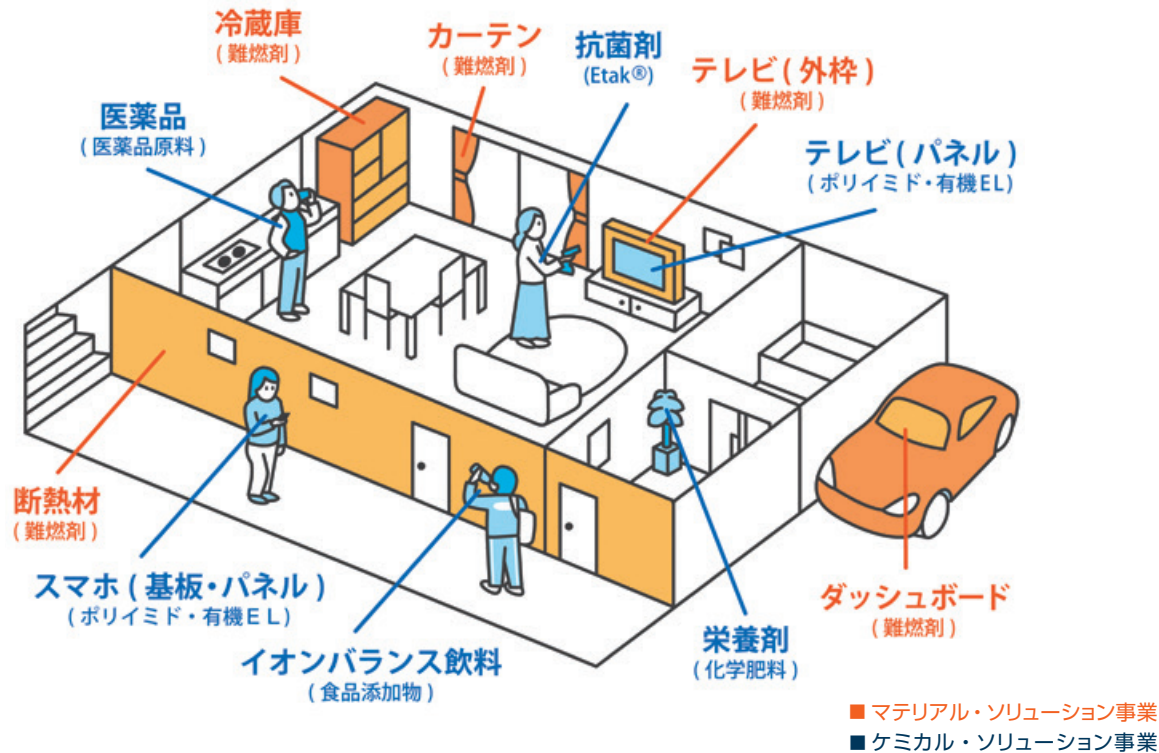 冷蔵庫
(難燃剤)
カーテン
(難燃剤)
抗菌剤
(Etak®)
テレビ(外枠)
(難燃剤)
医薬品
(医薬品原料)
テレビ(パネル)
(ポリイミド・有機EL)
断熱材
(難燃剤)
スマホ(基板・パネル)
(ポリイミド・有機EL)
イオンバランス飲料
(食品添加物)
栄養剤
(化学肥料)
ダッシュボード
(難燃剤)
■マテリアル・ソリューション事業
■ケミカル・ソリューション事業